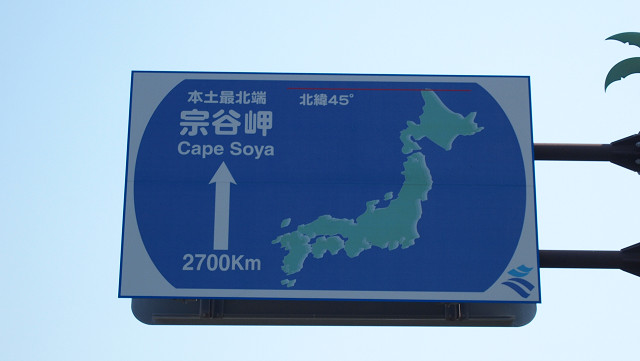 本土最北端
宗谷岬
Cape Soya
2700Km
北緯45°